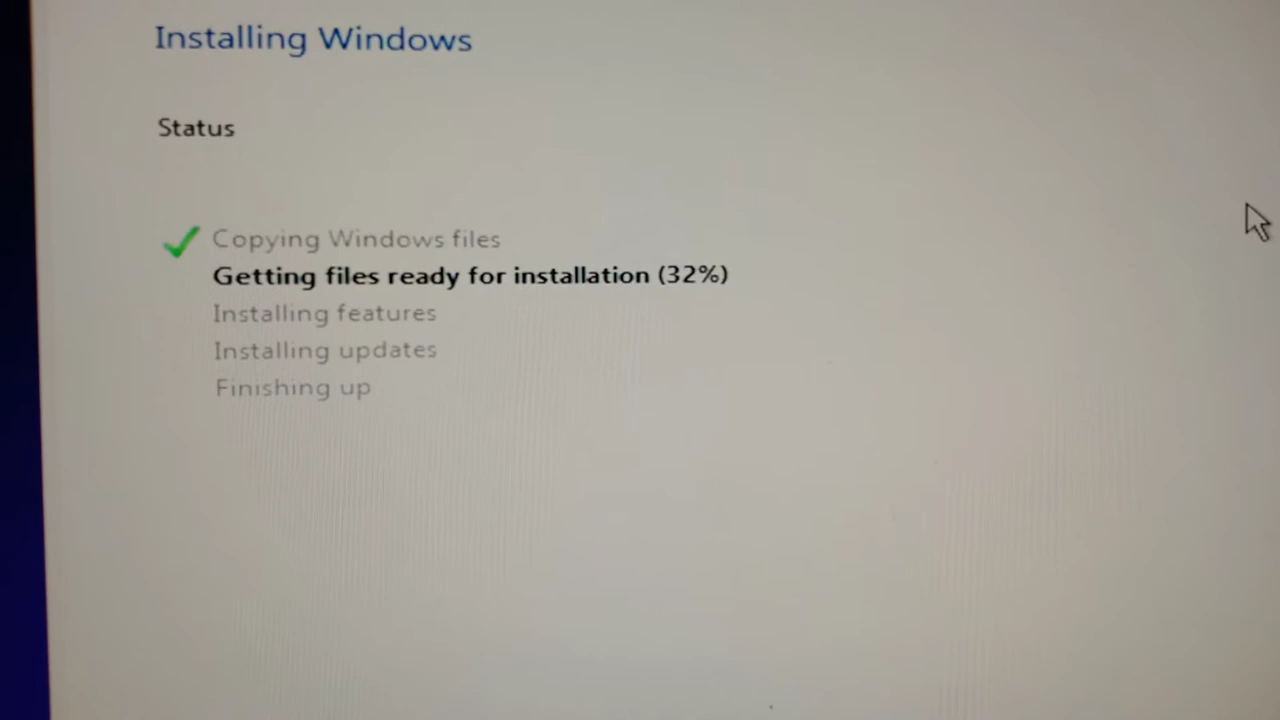 Installing Windows
Status
Copying Windows files
Getting files ready for installation (32%)
Installing features
Installing updates
Finishing up